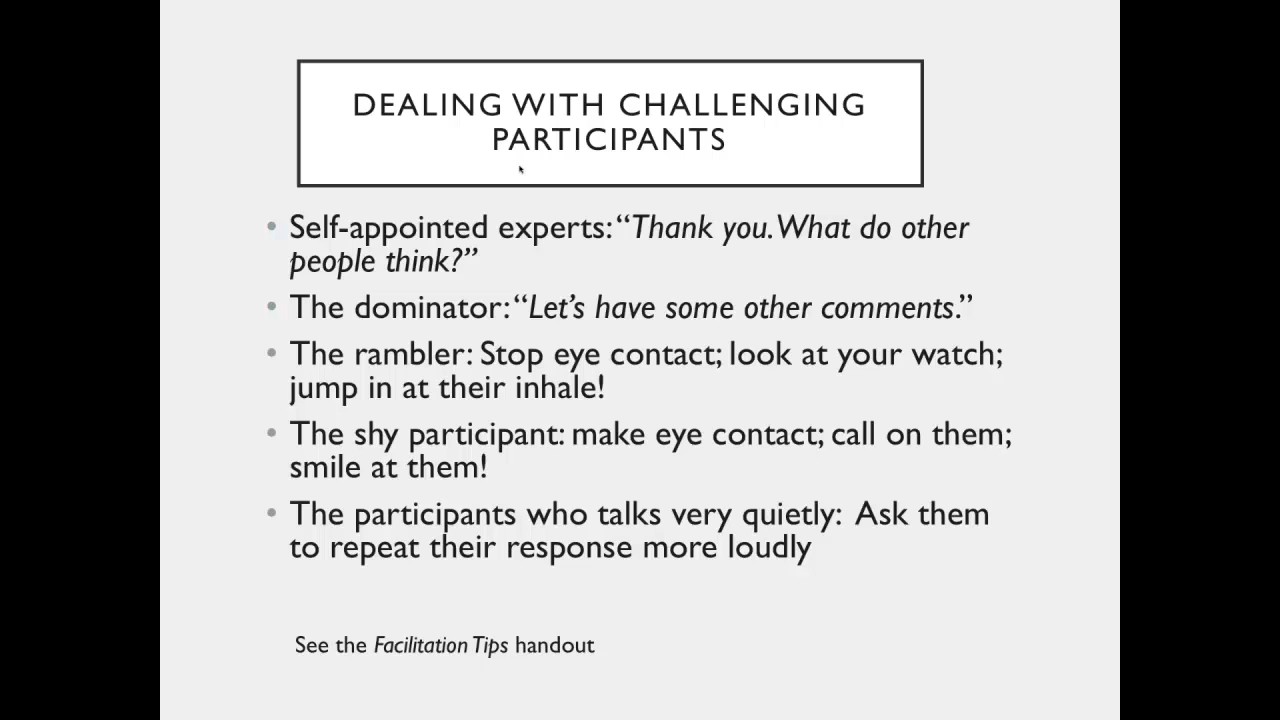 DEALING WITH CHALLENGING
PARTICIPANTS
• Self-appointed experts: “Thank you. What do other
people think?”
• The dominator: “Let’s have some other comments.”
• The rambler: Stop eye contact; look at your watch;
jump in at their inhale!
• The shy participant: make eye contact; call on them;
smile at them!
• The participants who talks very quietly:  Ask them
to repeat their response more loudly
See the Facilitation Tips handout